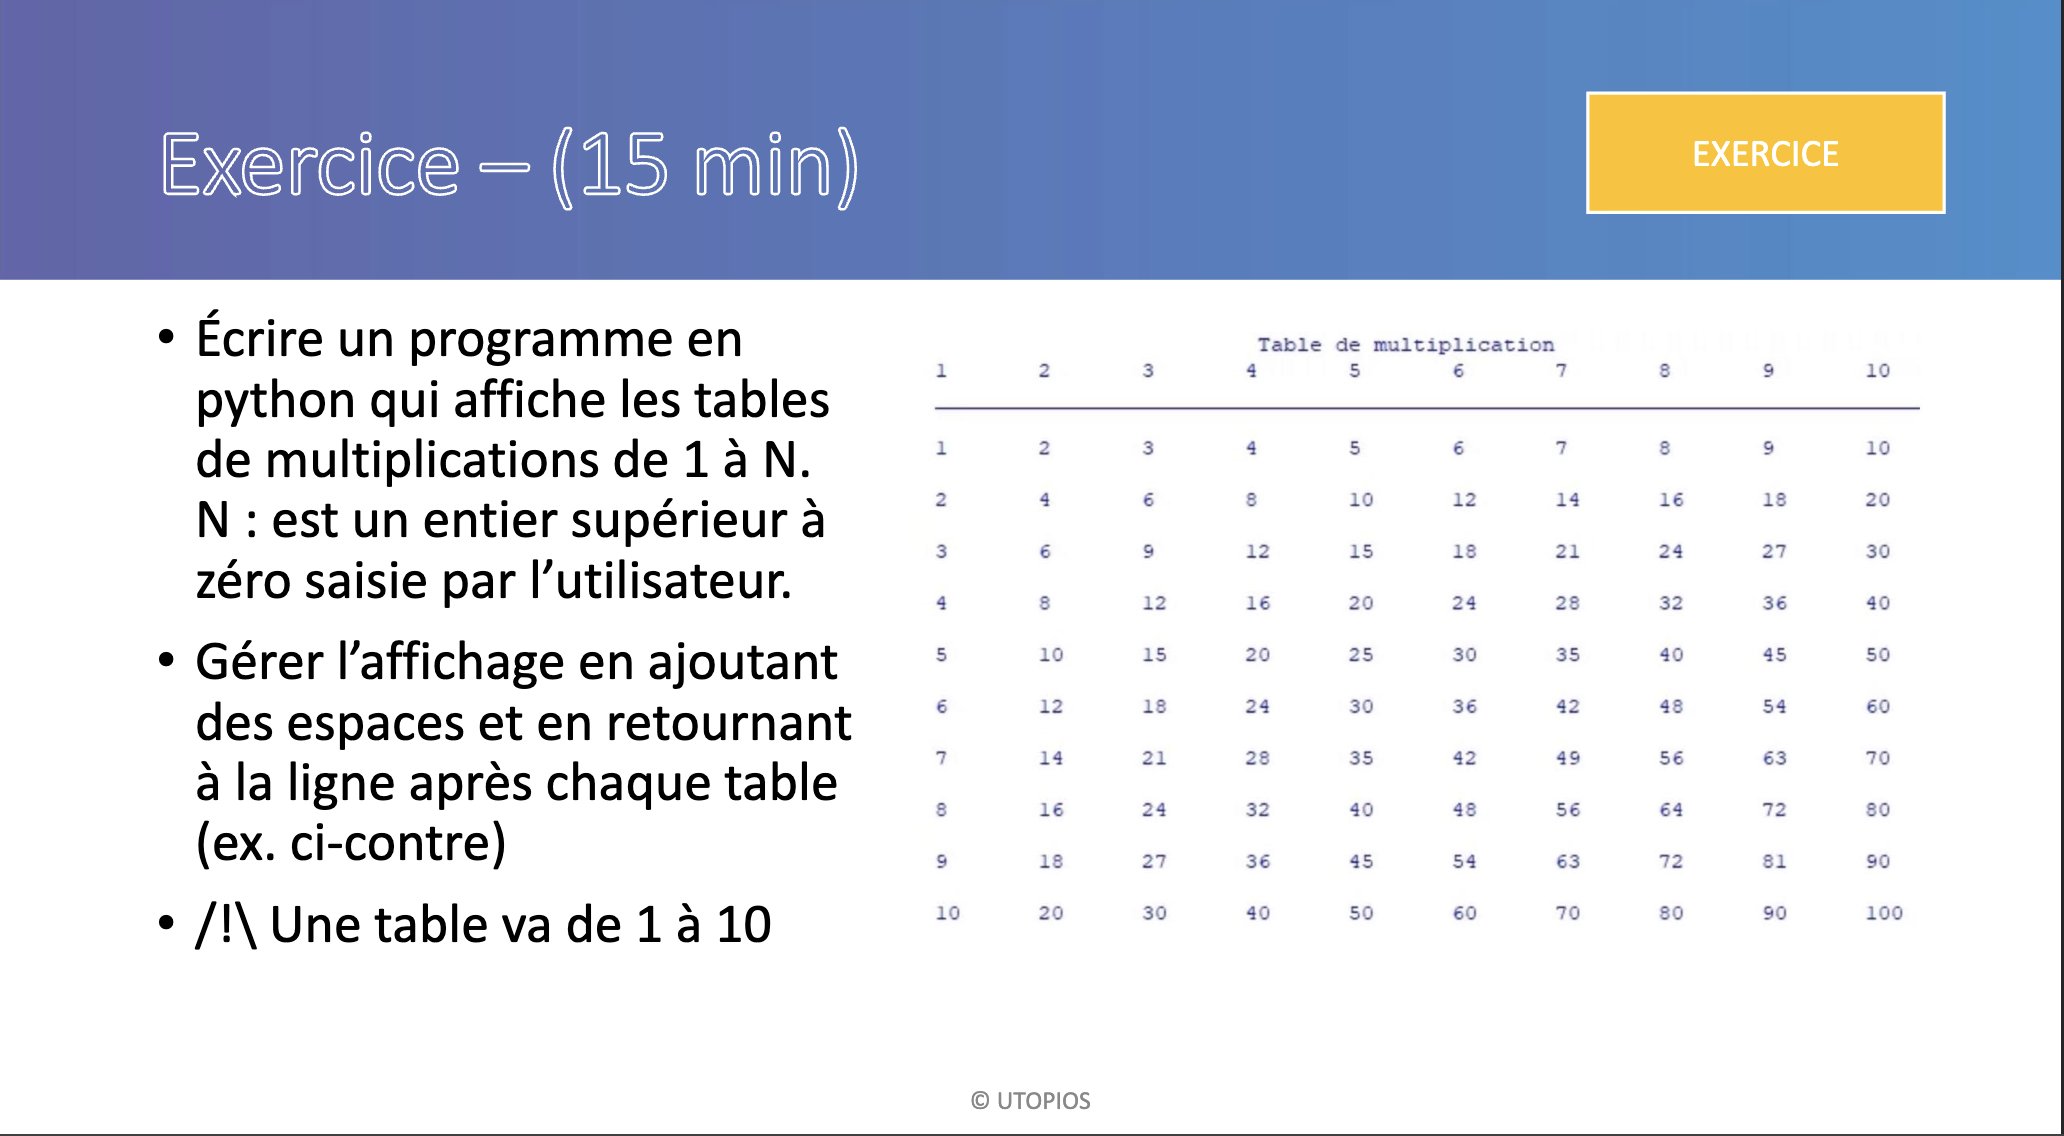 Exercice – (15 min)
EXERCICE
• Écrire un programme en
python qui affiche les tables
de multiplications de 1 à N.
N : est un entier supérieur à
zéro saisie par l’utilisateur.
• Gérer l’affichage en ajoutant
des espaces et en retournant
à la ligne après chaque table
(ex. ci-contre)
• /!\ Une table va de 1 à 10
Table de multiplication
1 2 3 4 5 6 7 8 9 10
1 2 3 4 5 6 7 8 9 10
2 4 6 8 10 12 14 16 18 20
3 6 9 12 15 18 21 24 27 30
4 8 12 16 20 24 28 32 36 40
5 10 15 20 25 30 35 40 45 50
6 12 18 24 30 36 42 48 54 60
7 14 21 28 35 42 49 56 63 70
8 16 24 32 40 48 56 64 72 80
9 18 27 36 45 54 63 72 81 90
10 20 30 40 50 60 70 80 90 100
© UTOPIOS